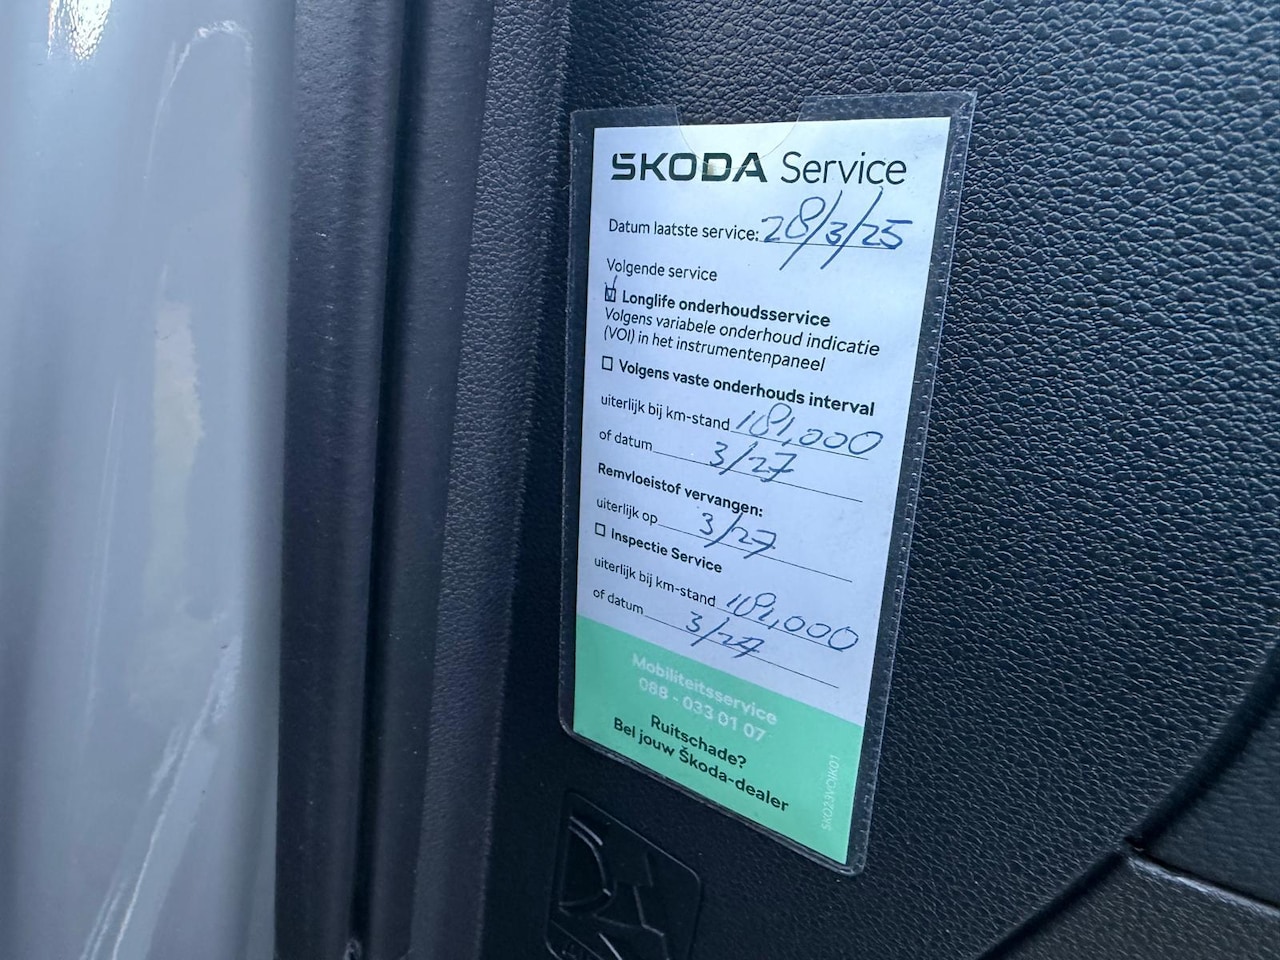 SKODA Service
Datum laatste service: 28/3/25
Volgende service
Longlife onderhoudsservice
Volgens variabele onderhoud indicatie
(VOI) in het instrumentenpaneel
Volgens vaste onderhouds interval
uiterlijk bij km-stand 181,000
of datum 3/27
Remvloeistof vervangen:
uiterlijk op 3/27
Inspectie Service
uiterlijk bij km-stand 181,000
of datum 3/27
Mobiliteitsservice
088 - 033 01 07
Ruitschade?
Bel jouw Škoda-dealer
SKO23VOIK01